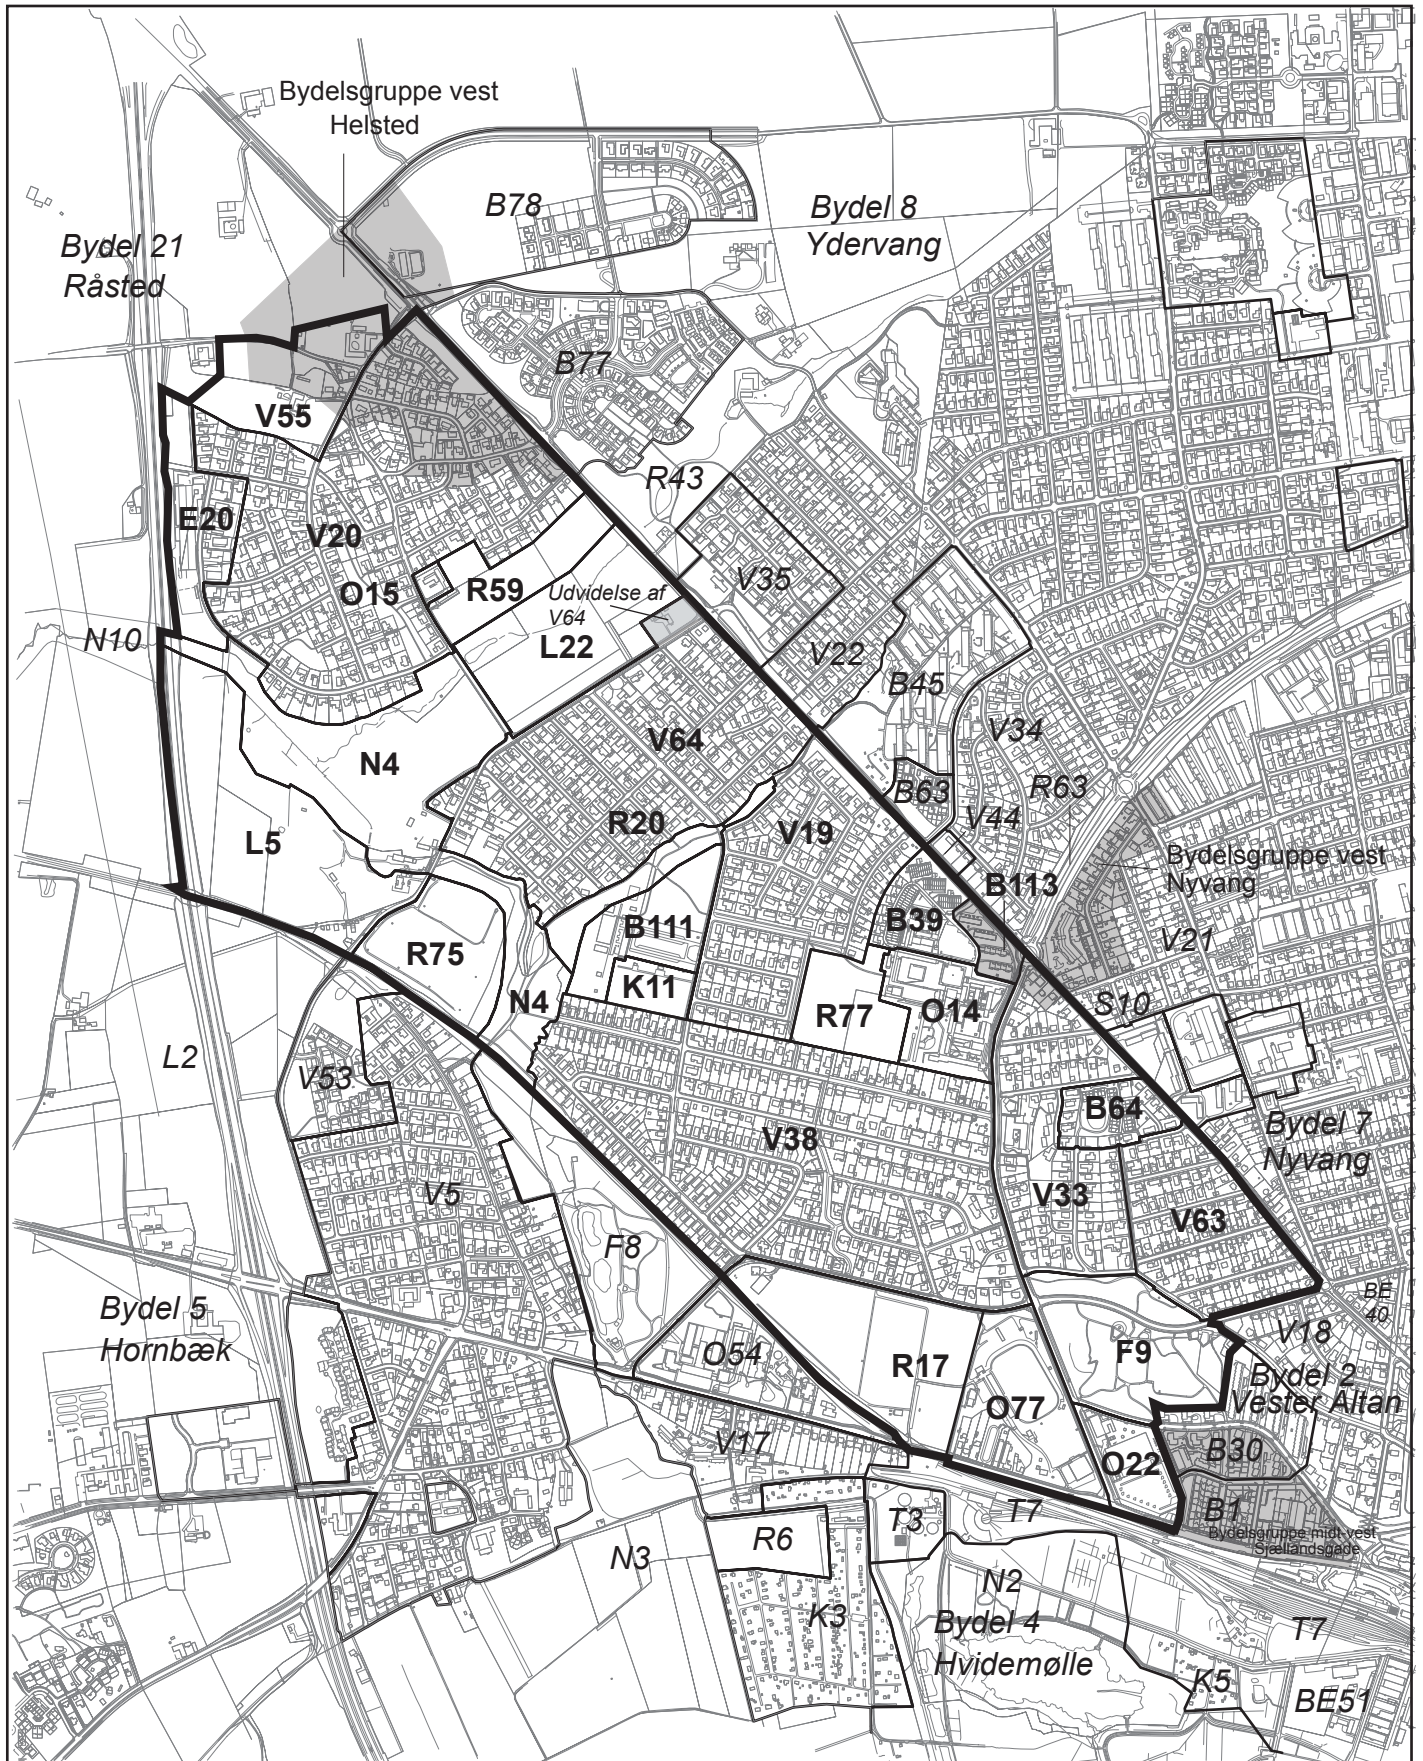 Bydelsgruppe vest
Helsted
B78
Bydel 8
Ydervang
Bydel 21
Råsted
B77
V55
R43
E20
V20
V35
O15
R59
Udvidelse af
V64
L22
N10
V22
B45
V64
V34
N4
R63
B63
R20
V19
V44
L5
Bydelsgruppe vest
Nyvang
B113
B39
B111
V21
R75
K11
N4
R77
O14
S10
L2
V53
B64
Bydel 7
Nyvang
V38
V5
V33
V63
F8
Bydel 5
Hornbæk
BE
40
V18
F9
O54
R17
Bydel 2
Vester Altan
O77
V17
B30
O22
B1
Bydelsgruppe midt-vest
Sjællandsgade
T3
T7
R6
N3
N2
K3
Bydel 4
Hvidemølle
T7
K5
BE51